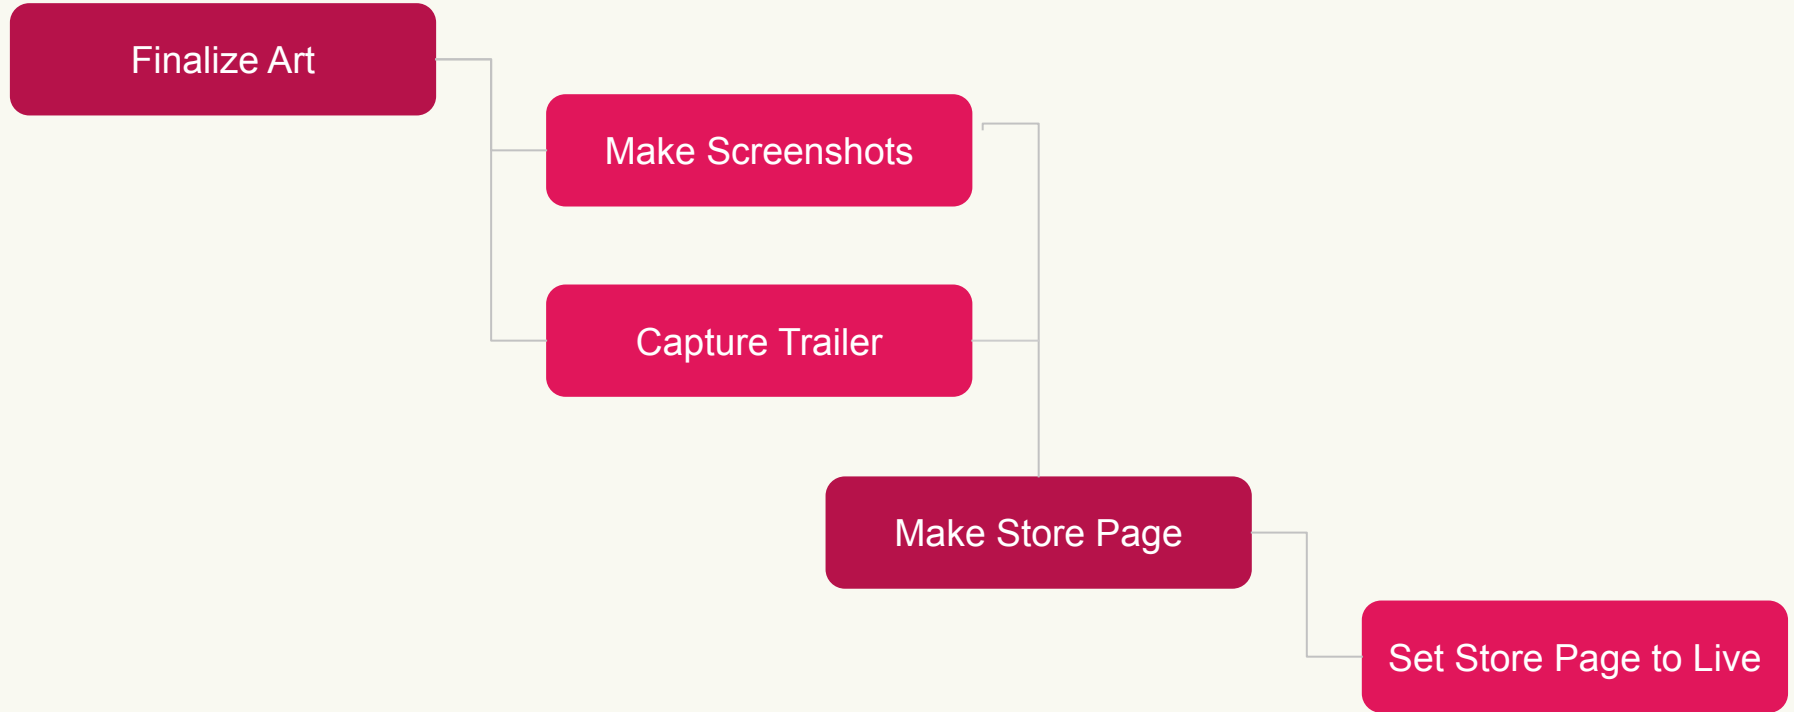 Finalize Art
Make Screenshots
Capture Trailer
Make Store Page
Set Store Page to Live